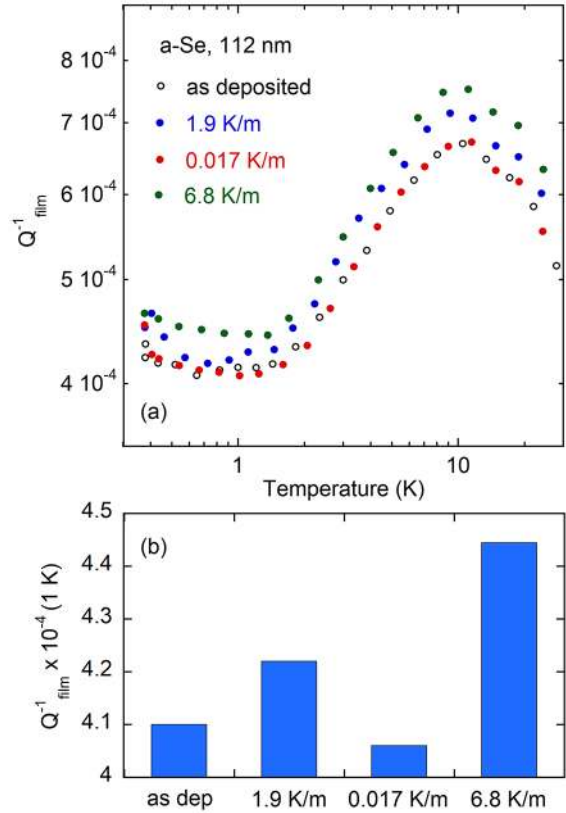 a-Se, 112 nm
as deposited
1.9 K/m
0.017 K/m
6.8 K/m
8 10⁻⁴
7 10⁻⁴
6 10⁻⁴
5 10⁻⁴
4 10⁻⁴
Q⁻¹film
(a)
1 10
Temperature (K)
(b)
4.5
4.4
4.3
4.2
4.1
4
Q⁻¹film x 10⁻⁴ (1 K)
as dep 1.9 K/m 0.017 K/m 6.8 K/m